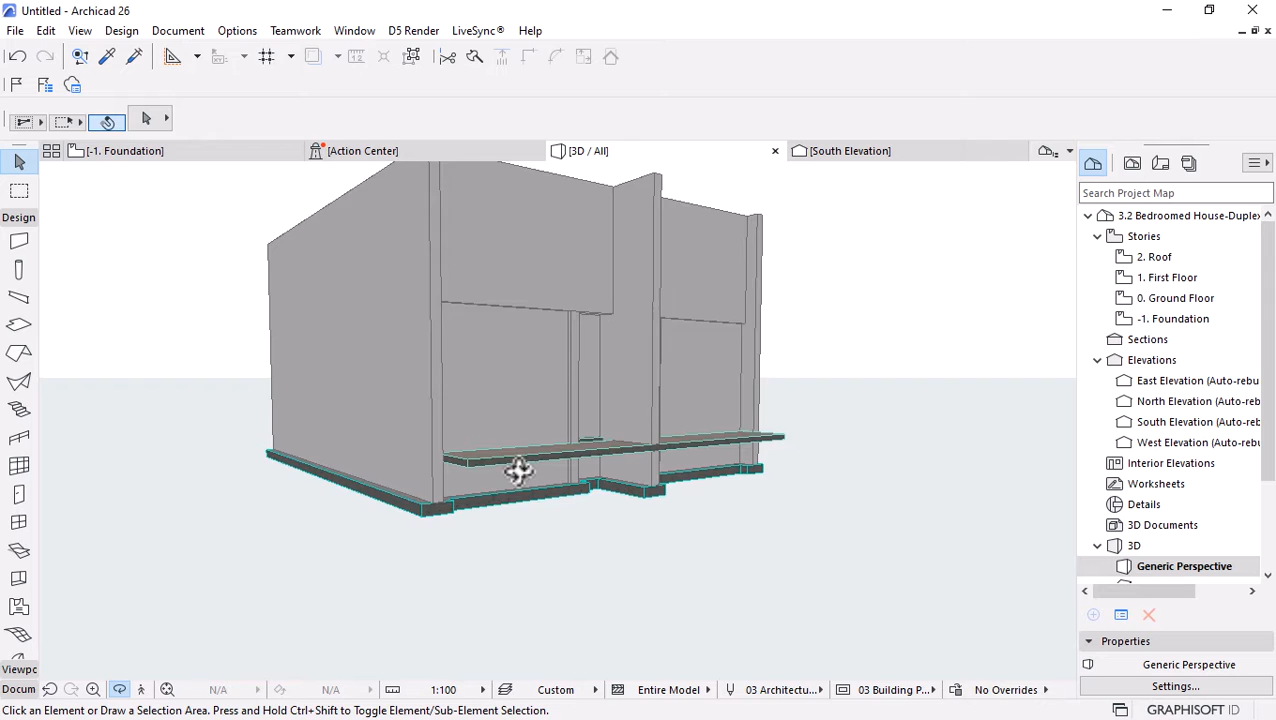 Untitled - Archicad 26
File Edit View Design Document Options Teamwork Window D5 Render LiveSync® Help
[-1. Foundation] [Action Center] [3D / All] [South Elevation]
Design
Viewpc
Docum
Search Project Map
3.2 Bedroomed House-Duplex
Stories
2. Roof
1. First Floor
0. Ground Floor
-1. Foundation
Sections
Elevations
East Elevation (Auto-rebu
North Elevation (Auto-rebu
South Elevation (Auto-rebu
West Elevation (Auto-rebu
Interior Elevations
Worksheets
Details
3D Documents
3D
Generic Perspective
Properties
Generic Perspective
Settings...
N/A N/A 1:100 Custom Entire Model 03 Architectu... 03 Building P... No Overrides
Click an Element or Draw a Selection Area. Press and Hold Ctrl+Shift to Toggle Element/Sub-Element Selection.
GRAPHISOFT ID